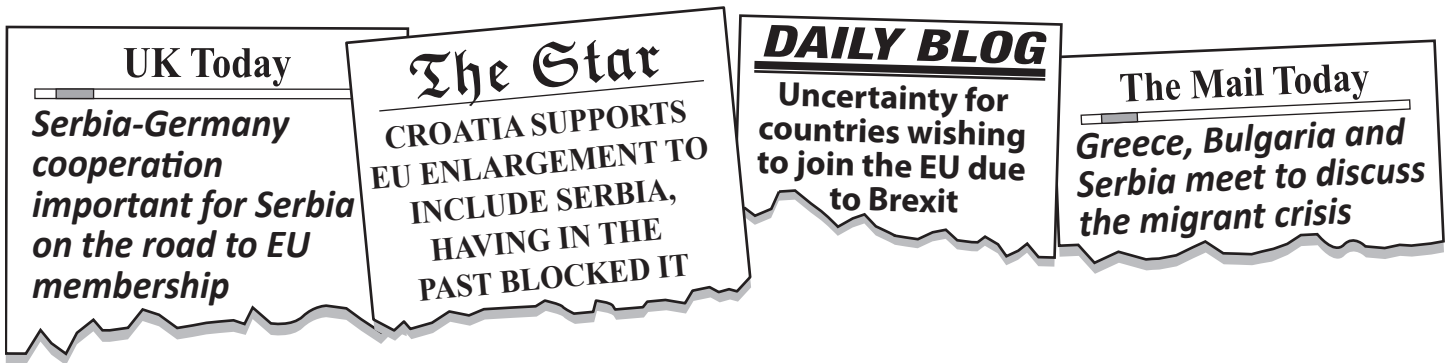 UK Today
Serbia-Germany
cooperation
important for Serbia
on the road to EU
membership
The Star
CROATIA SUPPORTS
EU ENLARGEMENT TO
INCLUDE SERBIA,
HAVING IN THE
PAST BLOCKED IT
DAILY BLOG
Uncertainty for
countries wishing
to join the EU due
to Brexit
The Mail Today
Greece, Bulgaria and
Serbia meet to discuss
the migrant crisis